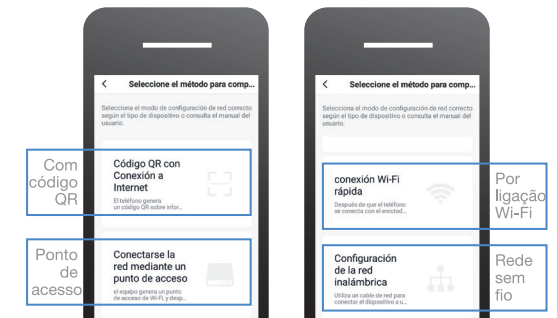 Seleccione el método para comp...
Selecciona el modo de configuración de red correcto
según el tipo de dispositivo o consulta el manual del
usuario.
Com
código
QR
Código QR con
Conexión a
Internet
El teléfono genera
un código QR sobre infor...
Ponto
de
acesso
Conectarse la
red mediante un
punto de acceso
el equipo genera un punto
de acceso de Wi-Fi, y desp...
Seleccione el método para comp...
Selecciona el modo de configuración de red correcto
según el tipo de dispositivo o consulta el manual del
usuario.
conexión Wi-Fi
rápida
Después de que el teléfono
se conecta con el enrutad...
Por
ligação
Wi-Fi
Configuración
de la red
inalámbrica
Utiliza un cable de red para
conectar el dispositivo a u...
Rede
sem
fio